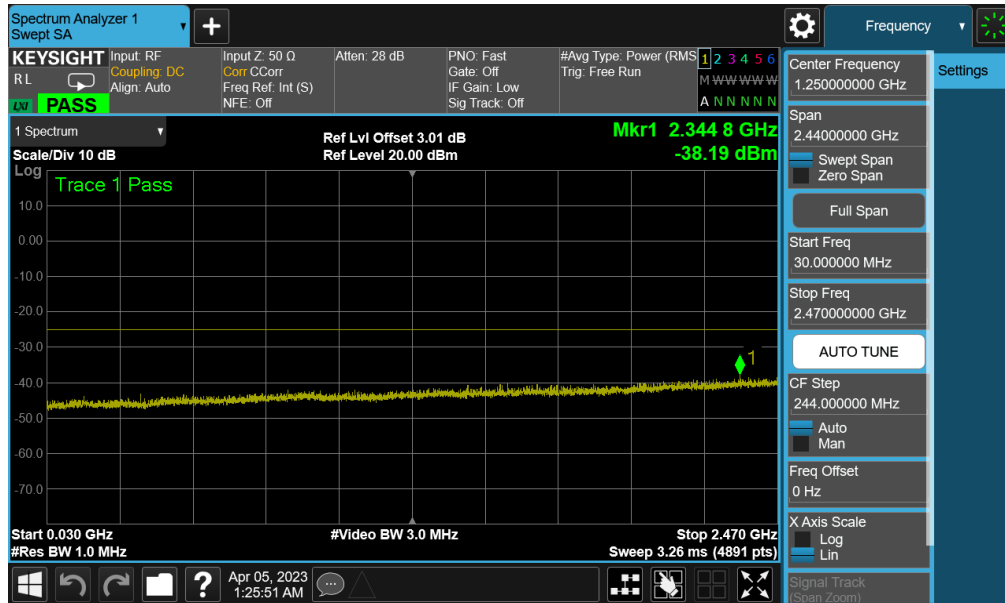 Spectrum Analyzer 1
Swept SA
+
Frequency
KEYSIGHT
RL
LXI PASS
Input: RF
Coupling: DC
Align: Auto
Input Z: 50 Ω
Corr CCorr
Freq Ref: Int (S)
NFE: Off
Atten: 28 dB
PNO: Fast
Gate: Off
IF Gain: Low
Sig Track: Off
#Avg Type: Power (RMS
Trig: Free Run
1 2 3 4 5 6
M W W W W W
A N N N N N
1 Spectrum
Scale/Div 10 dB
Ref Lvl Offset 3.01 dB
Ref Level 20.00 dBm
Mkr1 2.344 8 GHz
-38.19 dBm
Log
Trace 1 Pass
10.0
0.00
-10.0
-20.0
-30.0
-40.0
-50.0
-60.0
-70.0
1
Start 0.030 GHz
#Res BW 1.0 MHz
#Video BW 3.0 MHz
Stop 2.470 GHz
Sweep 3.26 ms (4891 pts)
Center Frequency
1.250000000 GHz
Settings
Span
2.44000000 GHz
Swept Span
Zero Span
Full Span
Start Freq
30.000000 MHz
Stop Freq
2.470000000 GHz
AUTO TUNE
CF Step
244.000000 MHz
Auto
Man
Freq Offset
0 Hz
X Axis Scale
Log
Lin
Signal Track
(Span Zoom)
?
Apr 05, 2023
1:25:51 AM